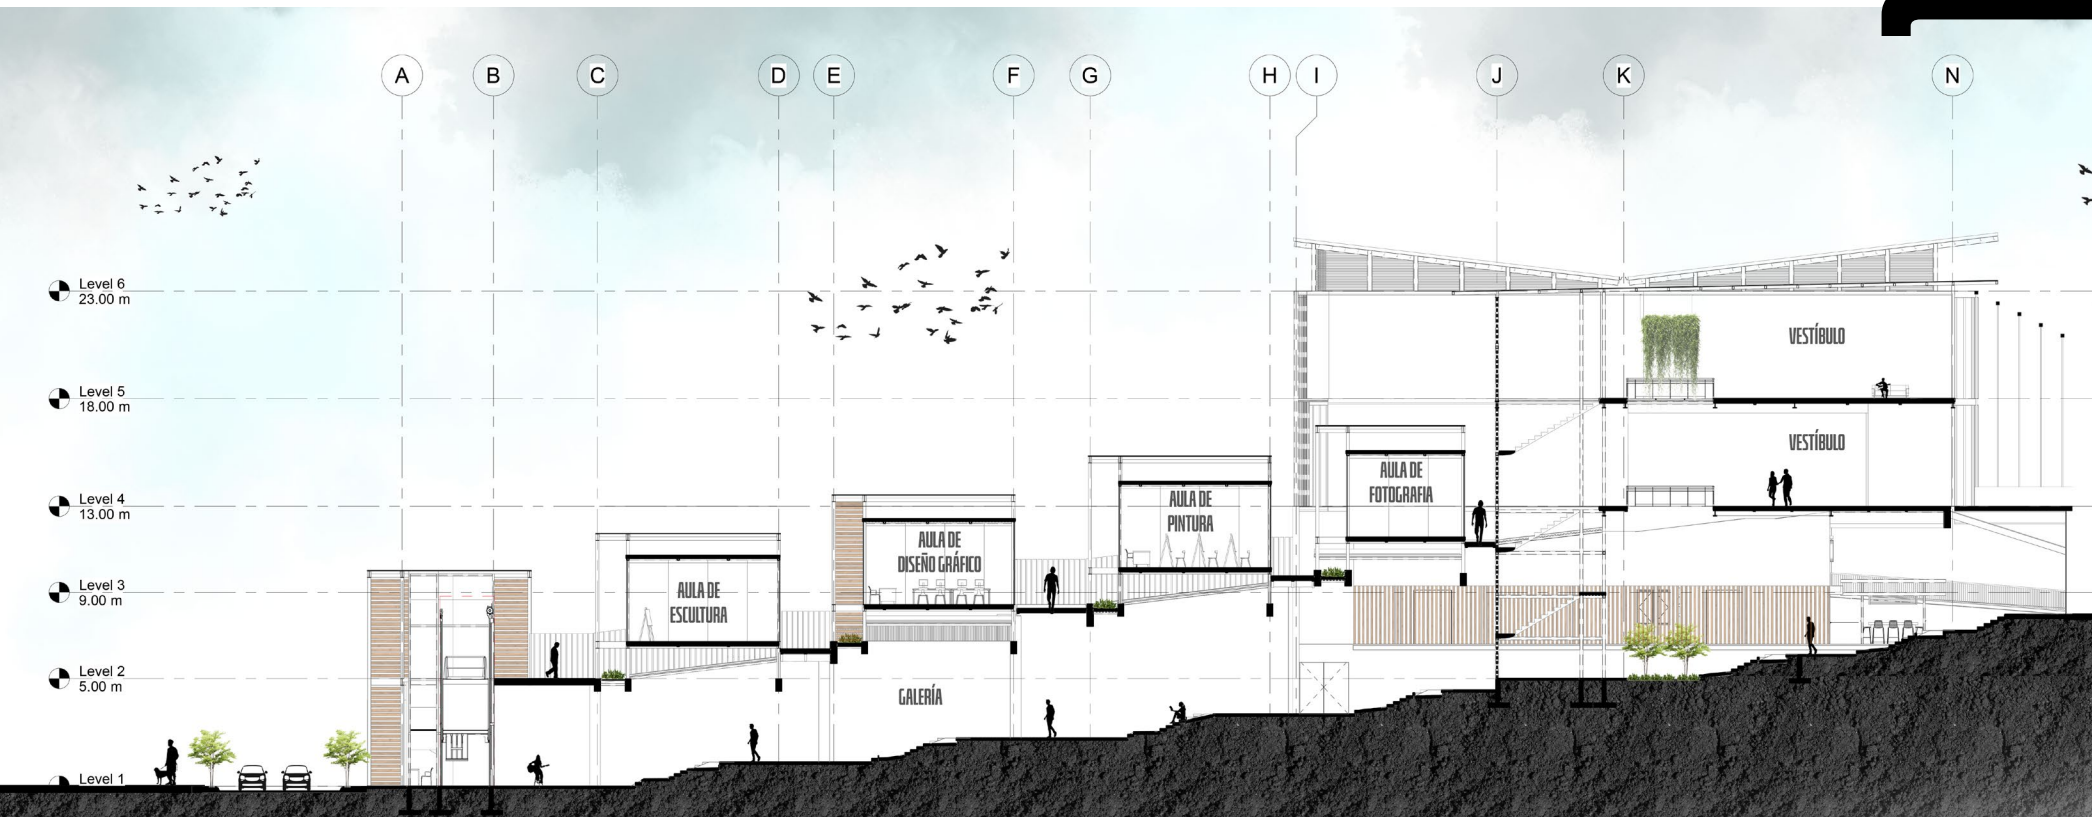 A B C D E F G H I J K N
Level 6
23.00 m
VESTÍBULO
Level 5
18.00 m
VESTÍBULO
AULA DE
FOTOGRAFIA
Level 4
13.00 m
AULA DE
PINTURA
AULA DE
DISEÑO GRÁFICO
Level 3
9.00 m
AULA DE
ESCULTURA
Level 2
5.00 m
GALERÍA
Level 1